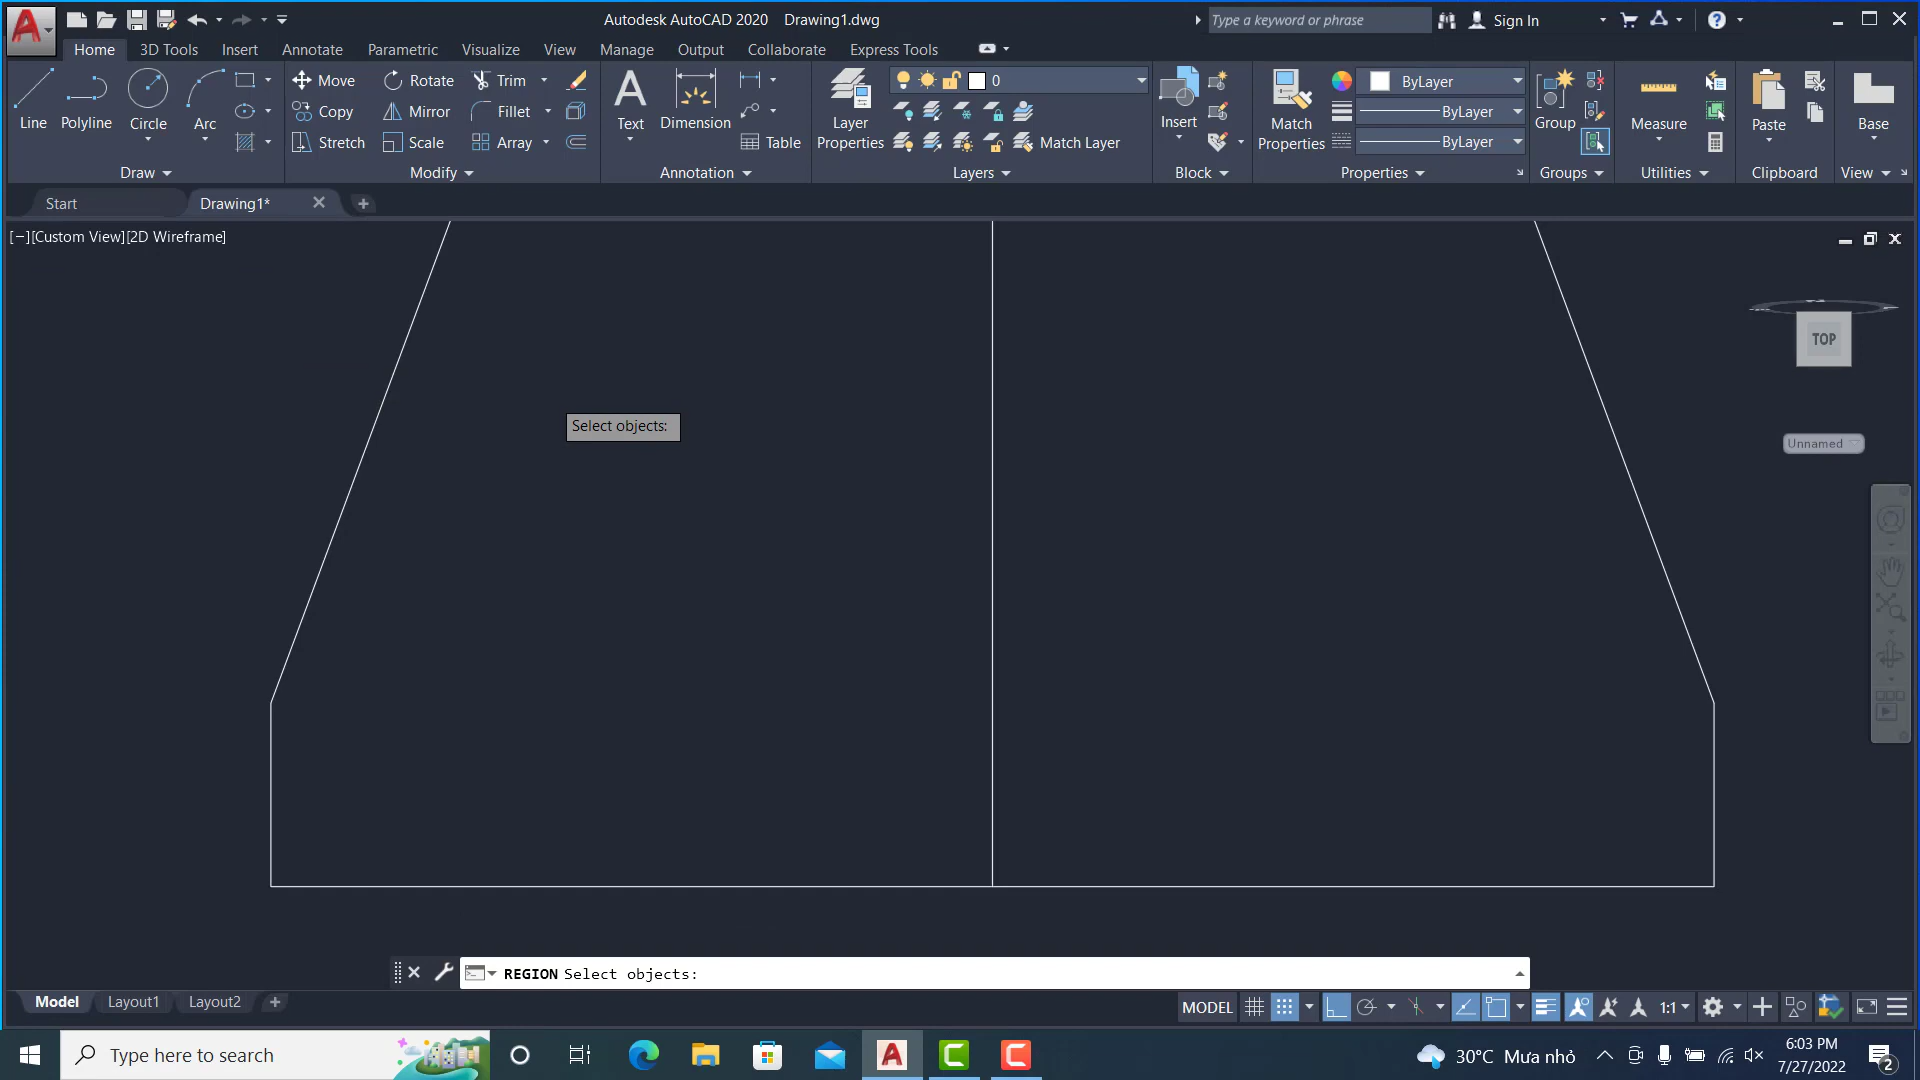 Autodesk AutoCAD 2020 Drawing1.dwg
Type a keyword or phrase
Sign In
Home 3D Tools Insert Annotate Parametric Visualize View Manage Output Collaborate Express Tools
Line Polyline Circle Arc
Move Rotate Trim
Copy Mirror Fillet
Stretch Scale Array
Text Dimension Table
Layer Properties
0
Match Layer
Insert
Match Properties
ByLayer
ByLayer
ByLayer
Group
Measure
Paste
Base
Draw Modify Annotation Layers Block Properties Groups Utilities Clipboard View
Start Drawing1*
[−][Custom View][2D Wireframe]
TOP
Select objects:
Unnamed
REGION Select objects:
Model Layout1 Layout2
MODEL 1:1
Type here to search
30°C Mưa nhỏ
6:03 PM
7/27/2022
2